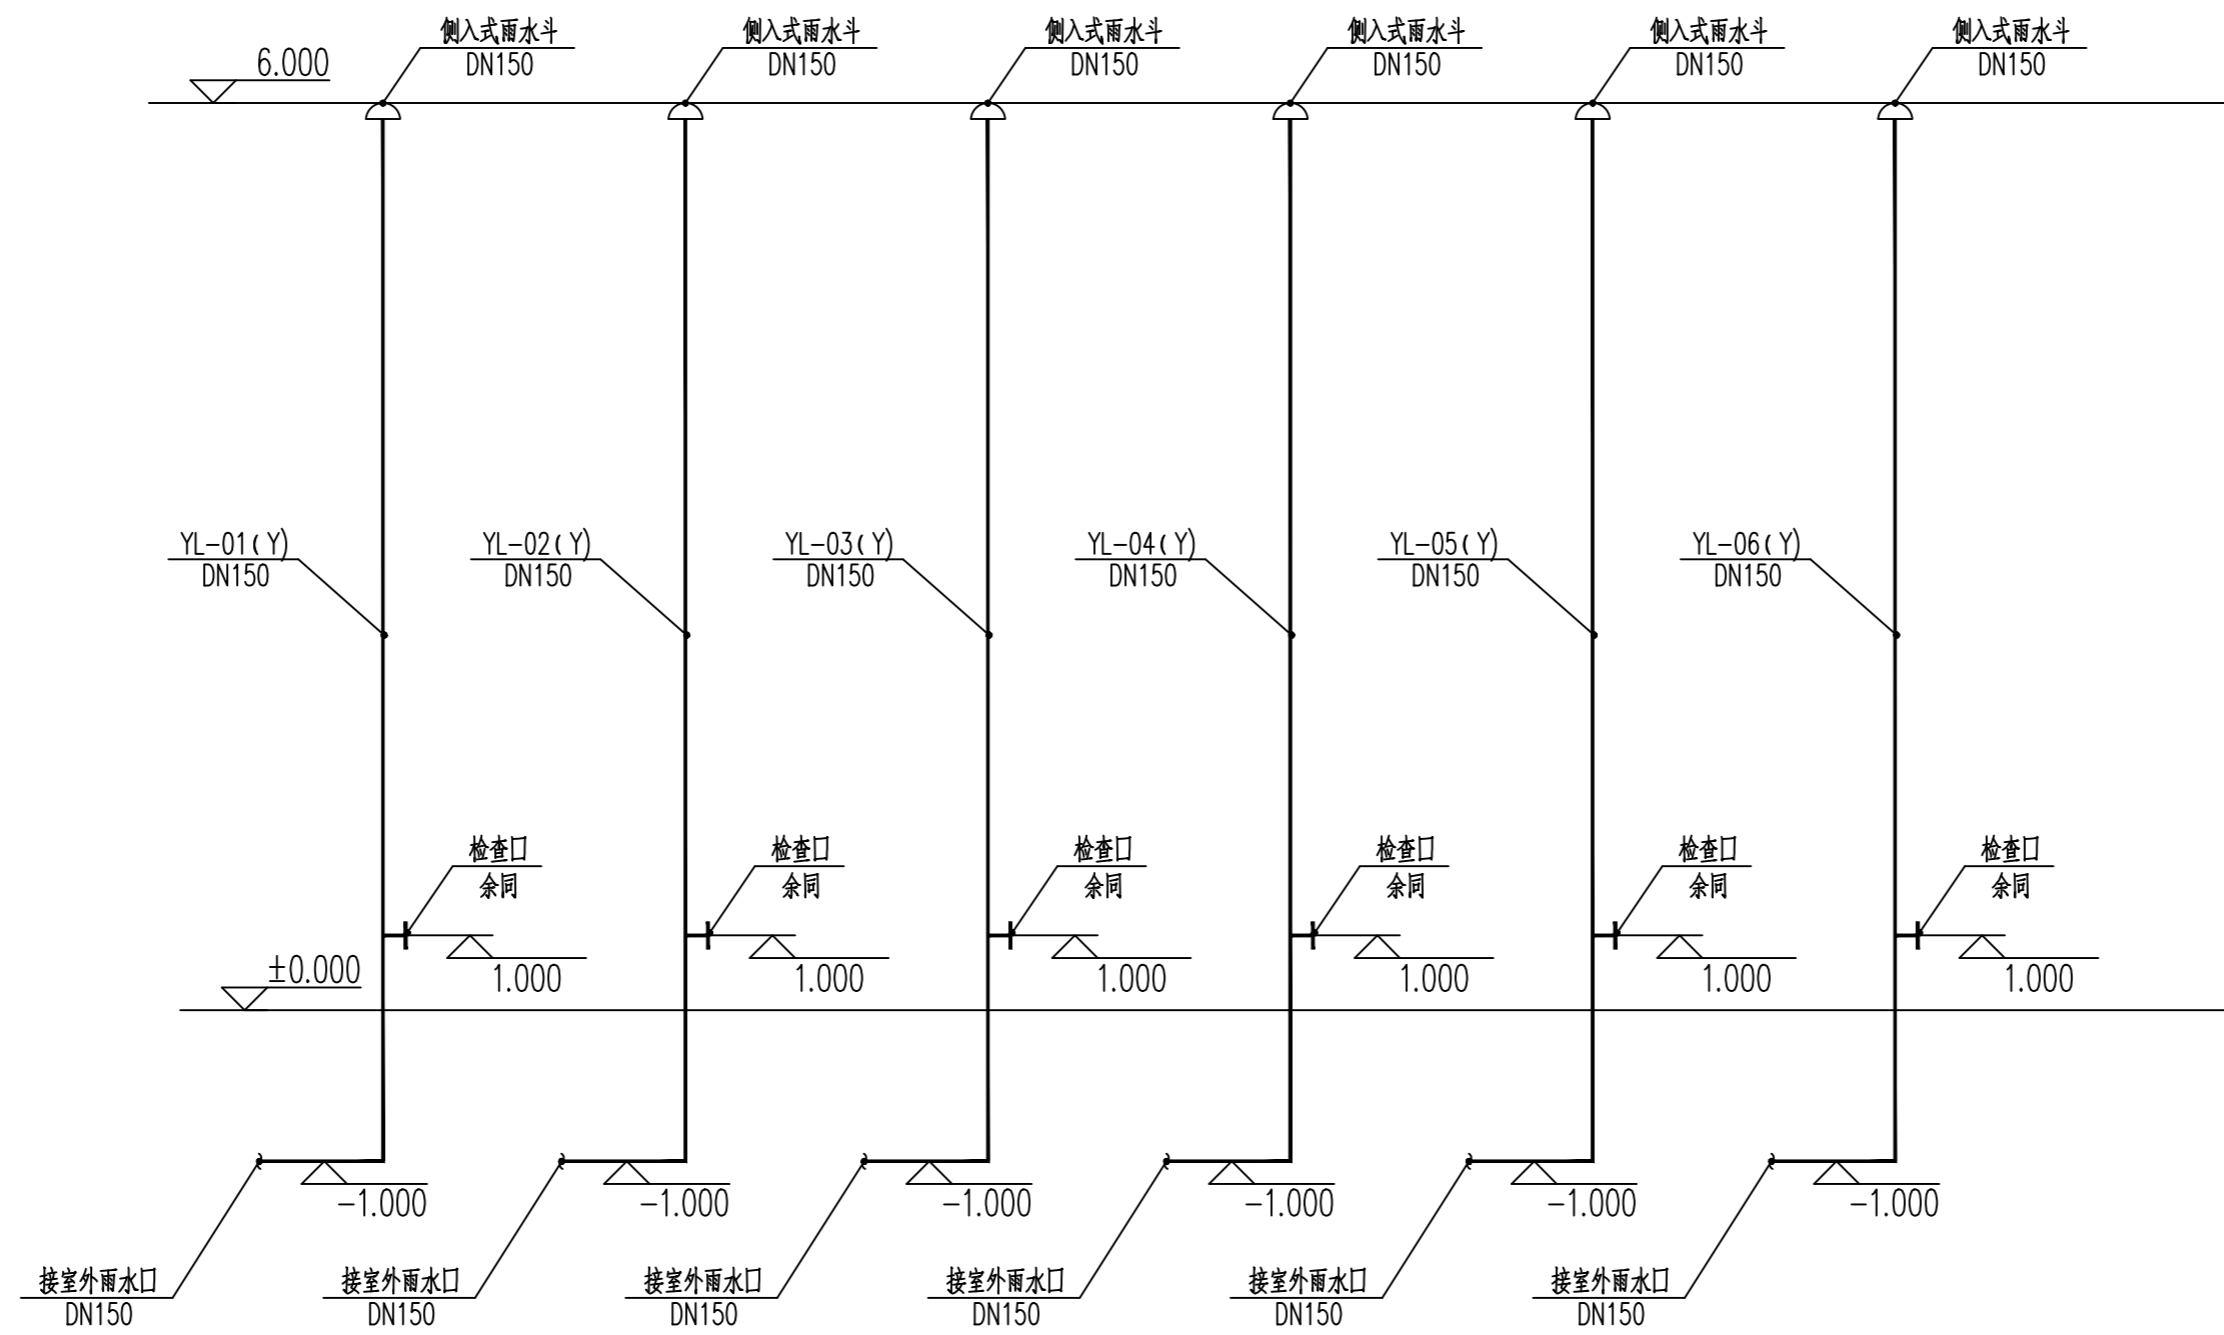 侧入式雨水斗
DN150
侧入式雨水斗
DN150
侧入式雨水斗
DN150
侧入式雨水斗
DN150
侧入式雨水斗
DN150
侧入式雨水斗
DN150
6.000
YL-01(Y)
DN150
YL-02(Y)
DN150
YL-03(Y)
DN150
YL-04(Y)
DN150
YL-05(Y)
DN150
YL-06(Y)
DN150
检查口
余同
检查口
余同
检查口
余同
检查口
余同
检查口
余同
检查口
余同
±0.000
1.000
1.000
1.000
1.000
1.000
1.000
-1.000
-1.000
-1.000
-1.000
-1.000
-1.000
接室外雨水口
DN150
接室外雨水口
DN150
接室外雨水口
DN150
接室外雨水口
DN150
接室外雨水口
DN150
接室外雨水口
DN150